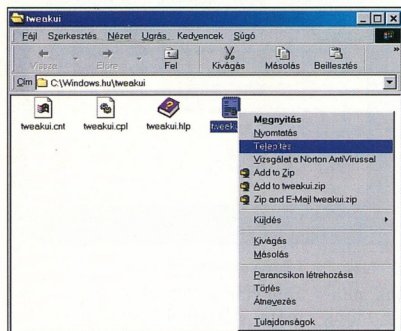 tweakui
Fájl Szerkesztés Nézet Ugrás Kedvencek Súgó
Vissza Előre Fel Kivágás Másolás Beillesztés »
Cím C:\Windows.hu\tweakui
tweakui.cnt tweakui.cpl tweakui.hlp
Megnyitás
Nyomtatás
Telepítés
Vizsgálat a Norton AntiVirussal
Add to Zip
Add to tweakui.zip
Zip and E-Mail tweakui.zip
Küldés
Kivágás
Másolás
Parancsikon létrehozása
Törlés
Átnevezés
Tulajdonságok